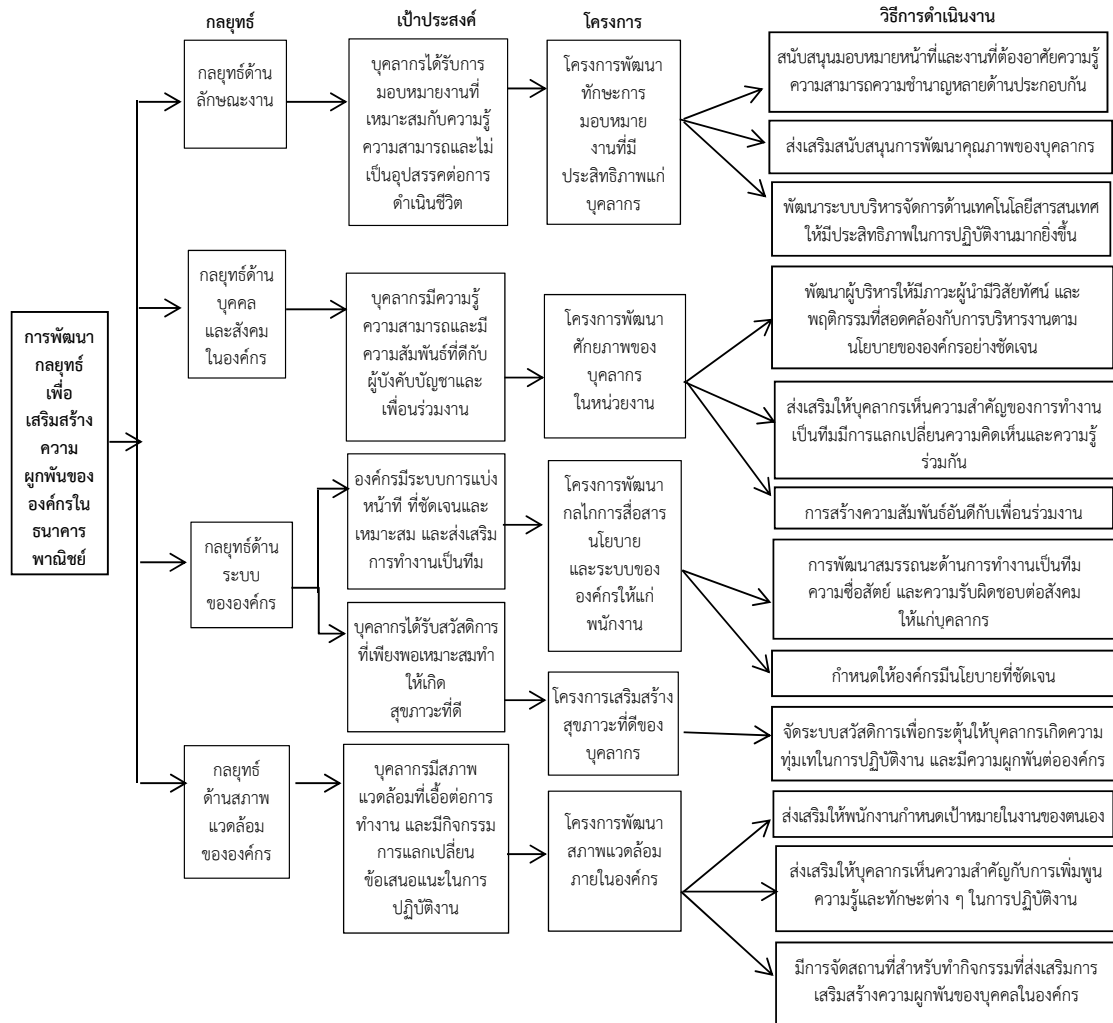 กลยุทธ์
เป้าประสงค์
โครงการ
วิธีการดำเนินงาน
การพัฒนา
กลยุทธ์
เพื่อ
เสริมสร้าง
ความ
ผูกพันของ
องค์กรใน
ธนาคาร
พาณิชย์
กลยุทธ์ด้าน
ลักษณะงาน
บุคลากรได้รับการ
มอบหมายงานที่
เหมาะสมกับความรู้
ความสามารถและไม่
เป็นอุปสรรคต่อการ
ดำเนินชีวิต
โครงการพัฒนา
ทักษะการ
มอบหมาย
งานที่มี
ประสิทธิภาพแก่
บุคลากร
สนับสนุนมอบหมายหน้าที่และงานที่ต้องอาศัยความรู้
ความสามารถความชำนาญหลายด้านประกอบกัน
ส่งเสริมสนับสนุนการพัฒนาคุณภาพของบุคลากร
พัฒนาระบบบริหารจัดการด้านเทคโนโลยีสารสนเทศ
ให้มีประสิทธิภาพในการปฏิบัติงานมากยิ่งขึ้น
กลยุทธ์ด้าน
บุคคล
และสังคม
ในองค์กร
บุคลากรมีความรู้
ความสามารถและมี
ความสัมพันธ์ที่ดีกับ
ผู้บังคับบัญชาและ
เพื่อนร่วมงาน
โครงการพัฒนา
ศักยภาพของ
บุคลากร
ในหน่วยงาน
พัฒนาผู้บริหารให้มีภาวะผู้นำมีวิสัยทัศน์ และ
พฤติกรรมที่สอดคล้องกับการบริหารงานตาม
นโยบายขององค์กรอย่างชัดเจน
ส่งเสริมให้บุคลากรเห็นความสำคัญของการทำงาน
เป็นทีมมีการแลกเปลี่ยนความคิดเห็นและความรู้
ร่วมกัน
การสร้างความสัมพันธ์อันดีกับเพื่อนร่วมงาน
กลยุทธ์ด้าน
ระบบ
ขององค์กร
องค์กรมีระบบการแบ่ง
หน้าที่ ที่ชัดเจนและ
เหมาะสม และส่งเสริม
การทำงานเป็นทีม
โครงการพัฒนา
กลไกการสื่อสาร
นโยบาย
และระบบของ
องค์กรให้แก่
พนักงาน
การพัฒนาสมรรถนะด้านการทำงานเป็นทีม
ความซื่อสัตย์ และความรับผิดชอบต่อสังคม
ให้แก่บุคลากร
กำหนดให้องค์กรมีนโยบายที่ชัดเจน
บุคลากรได้รับสวัสดิการ
ที่เพียงพอเหมาะสมทำ
ให้เกิด
สุขภาวะที่ดี
โครงการเสริมสร้าง
สุขภาวะที่ดีของ
บุคลากร
จัดระบบสวัสดิการเพื่อกระตุ้นให้บุคลากรเกิดความ
ทุ่มเทในการปฏิบัติงาน และมีความผูกพันต่อองค์กร
กลยุทธ์
ด้านสภาพ
แวดล้อม
ขององค์กร
บุคลากรมีสภาพ
แวดล้อมที่เอื้อต่อการ
ทำงาน และมีกิจกรรม
การแลกเปลี่ยน
ข้อเสนอแนะในการ
ปฏิบัติงาน
โครงการพัฒนา
สภาพแวดล้อม
ภายในองค์กร
ส่งเสริมให้พนักงานกำหนดเป้าหมายในงานของตนเอง
ส่งเสริมให้บุคลากรเห็นความสำคัญกับการเพิ่มพูน
ความรู้และทักษะต่าง ๆ ในการปฏิบัติงาน
มีการจัดสถานที่สำหรับทำกิจกรรมที่ส่งเสริมการ
เสริมสร้างความผูกพันของบุคคลในองค์กร